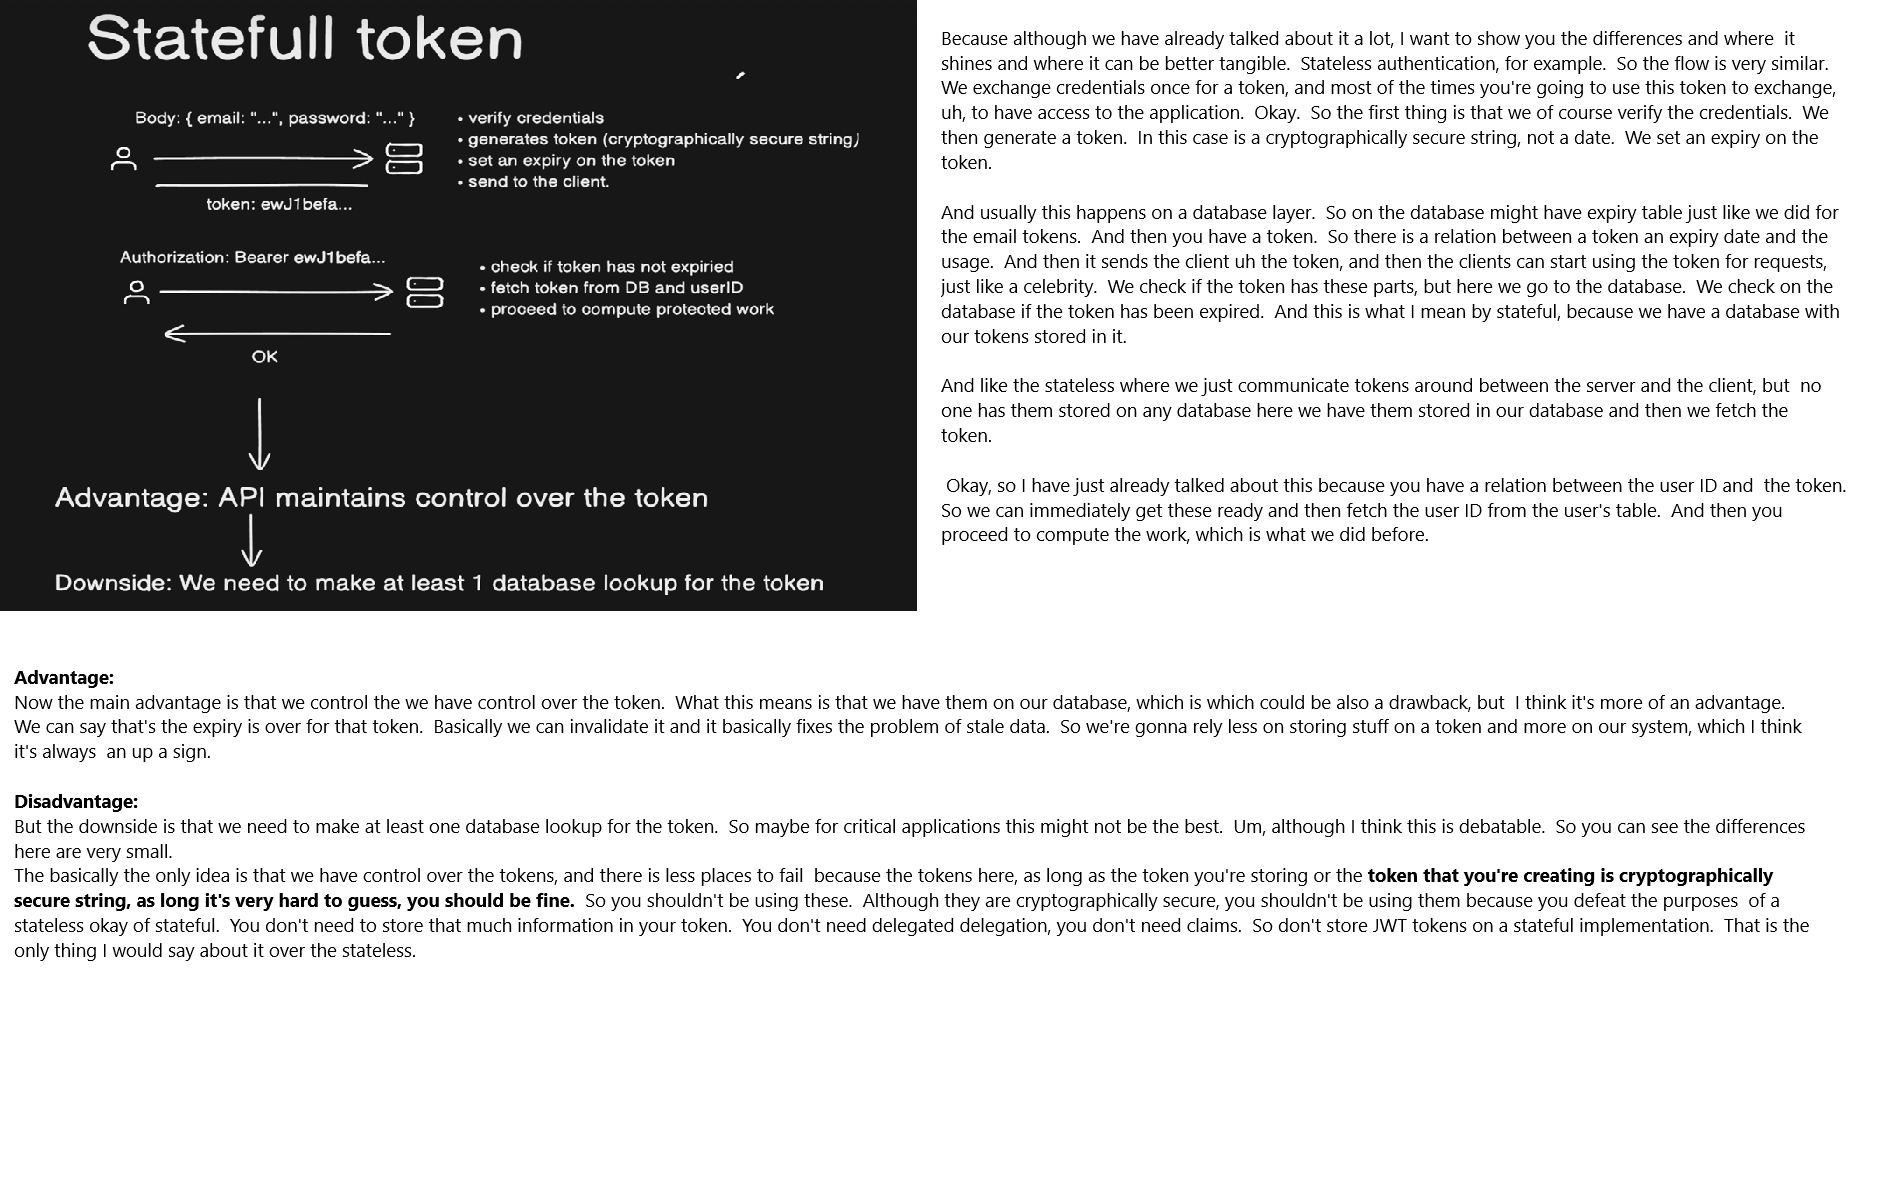 Statefull token
Body: { email: "...", password: "..." }
• verify credentials
• generates token (cryptographically secure string)
• set an expiry on the token
• send to the client.
token: ewJ1befa...
Authorization: Bearer ewJ1befa...
• check if token has not expiried
• fetch token from DB and userID
• proceed to compute protected work
OK
Advantage: API maintains control over the token
Downside: We need to make at least 1 database lookup for the token
Because although we have already talked about it a lot, I want to show you the differences and where  it
shines and where it can be better tangible.  Stateless authentication, for example.  So the flow is very similar.
We exchange credentials once for a token, and most of the times you're going to use this token to exchange,
uh, to have access to the application.  Okay.  So the first thing is that we of course verify the credentials.  We
then generate a token.  In this case is a cryptographically secure string, not a date.  We set an expiry on the
token.
And usually this happens on a database layer.  So on the database might have expiry table just like we did for
the email tokens.  And then you have a token.  So there is a relation between a token an expiry date and the
usage.  And then it sends the client uh the token, and then the clients can start using the token for requests,
just like a celebrity.  We check if the token has these parts, but here we go to the database.  We check on the
database if the token has been expired.  And this is what I mean by stateful, because we have a database with
our tokens stored in it.
And like the stateless where we just communicate tokens around between the server and the client, but  no
one has them stored on any database here we have them stored in our database and then we fetch the
token.
Okay, so I have just already talked about this because you have a relation between the user ID and  the token.
So we can immediately get these ready and then fetch the user ID from the user's table.  And then you
proceed to compute the work, which is what we did before.
Advantage:
Now the main advantage is that we control the we have control over the token.  What this means is that we have them on our database, which is which could be also a drawback, but  I think it's more of an advantage.
We can say that's the expiry is over for that token.  Basically we can invalidate it and it basically fixes the problem of stale data.  So we're gonna rely less on storing stuff on a token and more on our system, which I think
it's always  an up a sign.
Disadvantage:
But the downside is that we need to make at least one database lookup for the token.  So maybe for critical applications this might not be the best.  Um, although I think this is debatable.  So you can see the differences
here are very small.
The basically the only idea is that we have control over the tokens, and there is less places to fail  because the tokens here, as long as the token you're storing or the token that you're creating is cryptographically
secure string, as long it's very hard to guess, you should be fine.  So you shouldn't be using these.  Although they are cryptographically secure, you shouldn't be using them because you defeat the purposes  of a
stateless okay of stateful.  You don't need to store that much information in your token.  You don't need delegated delegation, you don't need claims.  So don't store JWT tokens on a stateful implementation.  That is the
only thing I would say about it over the stateless.